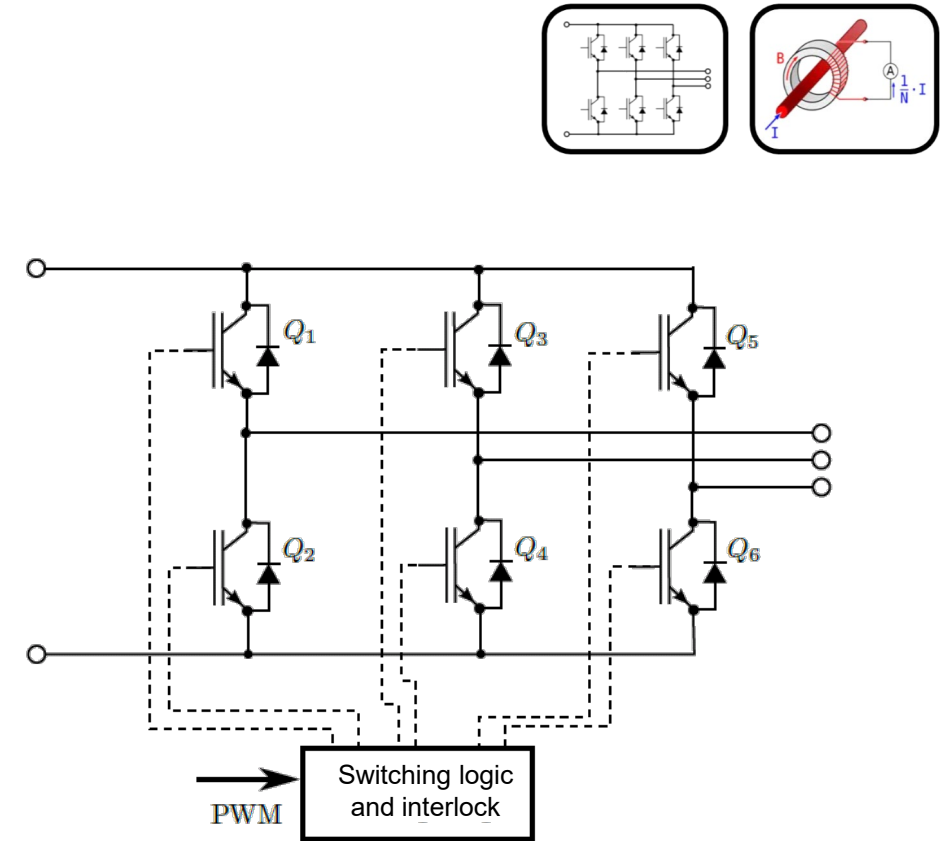 B
A
1
N
·I
I
Q1
Q3
Q5
Q2
Q4
Q6
Switching logic
and interlock
PWM